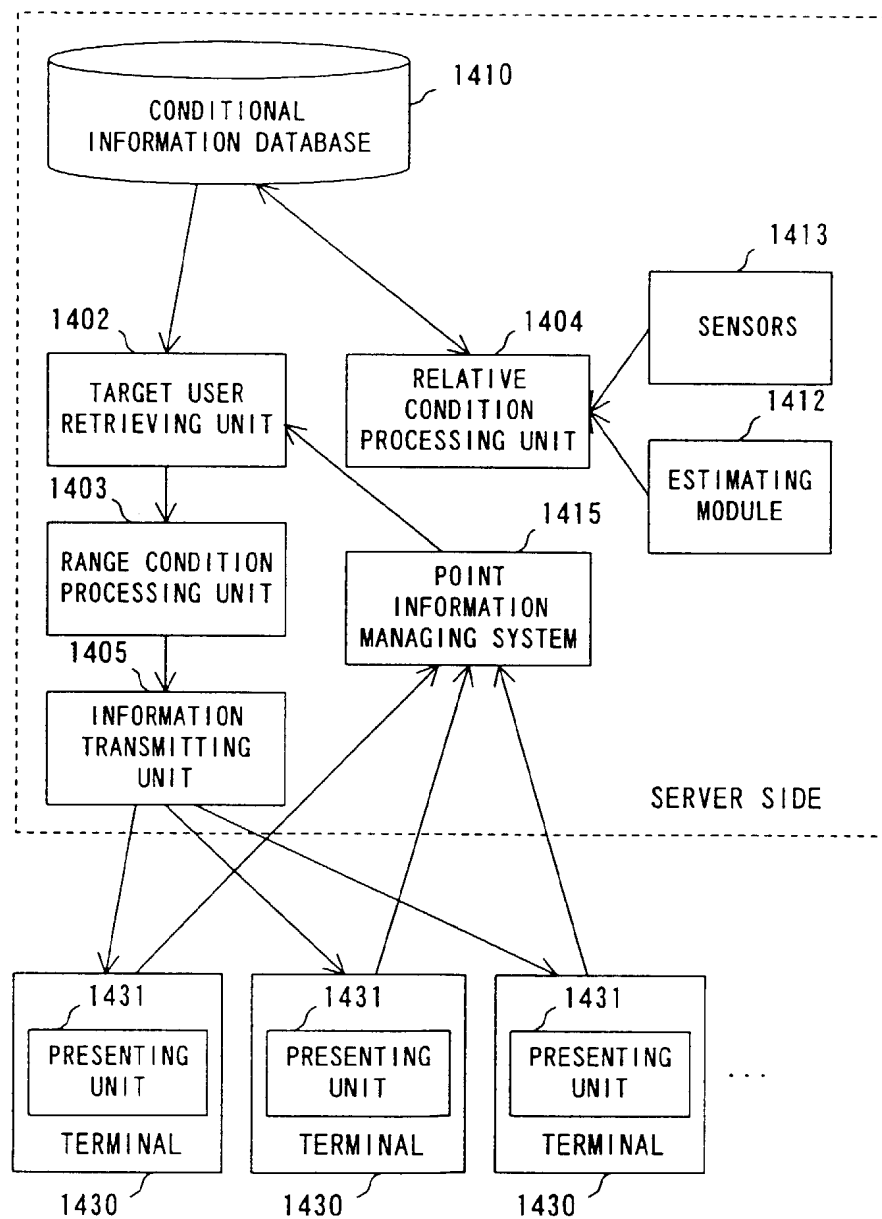 1410
CONDITIONAL
INFORMATION DATABASE
1413
SENSORS
1402
TARGET USER
RETRIEVING UNIT
1404
RELATIVE
CONDITION
PROCESSING UNIT
1412
ESTIMATING
MODULE
1403
RANGE CONDITION
PROCESSING UNIT
1415
POINT
INFORMATION
MANAGING SYSTEM
1405
INFORMATION
TRANSMITTING
UNIT
SERVER SIDE
1431
PRESENTING
UNIT
TERMINAL
1430
1431
PRESENTING
UNIT
TERMINAL
1430
1431
PRESENTING
UNIT
TERMINAL
1430
...